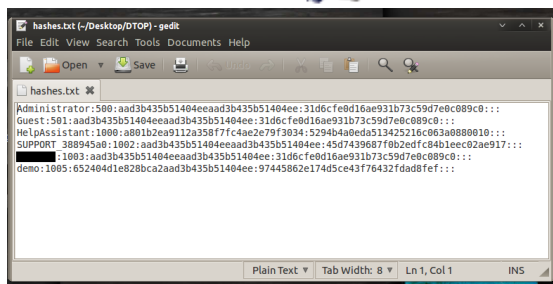 hashes.txt (~/Desktop/DTOP) - gedit
File Edit View Search Tools Documents Help
Open Save Undo
hashes.txt
Administrator:500:aad3b435b51404eeaad3b435b51404ee:31d6cfe0d16ae931b73c59d7e0c089c0:::
Guest:501:aad3b435b51404eeaad3b435b51404ee:31d6cfe0d16ae931b73c59d7e0c089c0:::
HelpAssistant:1000:a801b2ea9112a358f7fc4ae2e79f3034:5294b4a0eda513425216c063a0880010:::
SUPPORT_388945a0:1002:aad3b435b51404eeaad3b435b51404ee:45d7439687f0b2edfc84b1eec02ae917:::
:1003:aad3b435b51404eeaad3b435b51404ee:31d6cfe0d16ae931b73c59d7e0c089c0:::
demo:1005:652404d1e828bca2aad3b435b51404ee:97445862e174d5ce43f76432fdad8fef:::
Plain Text Tab Width: 8 Ln 1, Col 1 INS